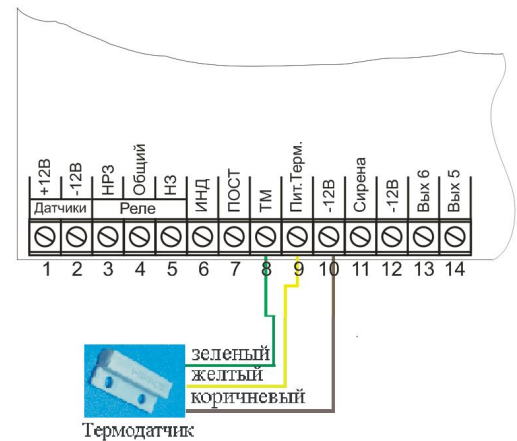 +12В -12В НРЗ Общий НЗ ИНД ПОСТ ТМ Пит.Терм. -12В Сирена -12В Вых 6 Вых 5
Датчики Реле
1 2 3 4 5 6 7 8 9 10 11 12 13 14
зеленый
желтый
коричневый
Термодатчик